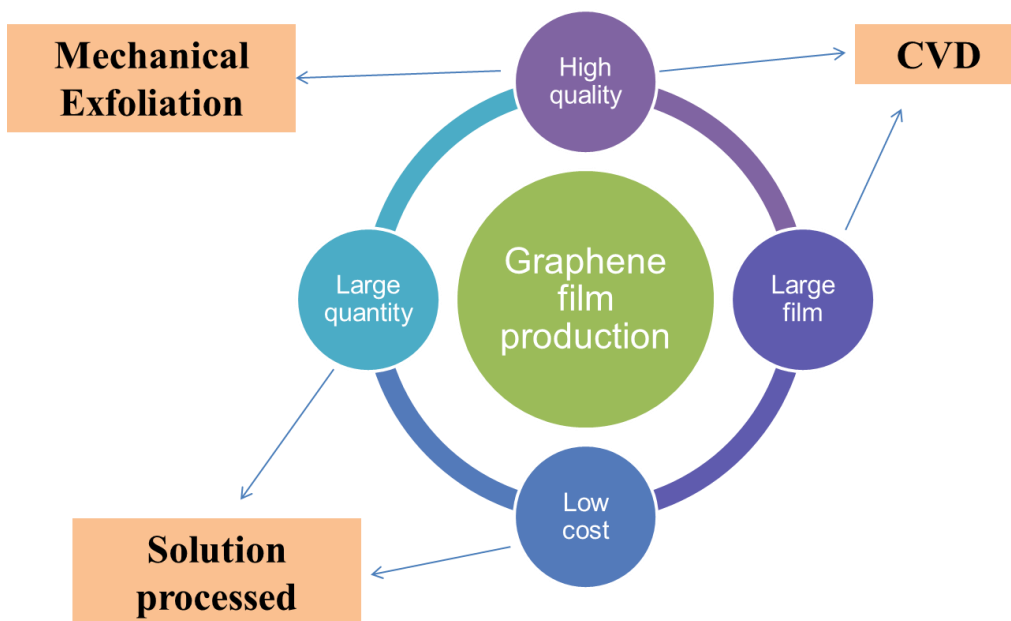 Mechanical
Exfoliation
High
quality
CVD
Large
quantity
Graphene
film
production
Large
film
Low
cost
Solution
processed